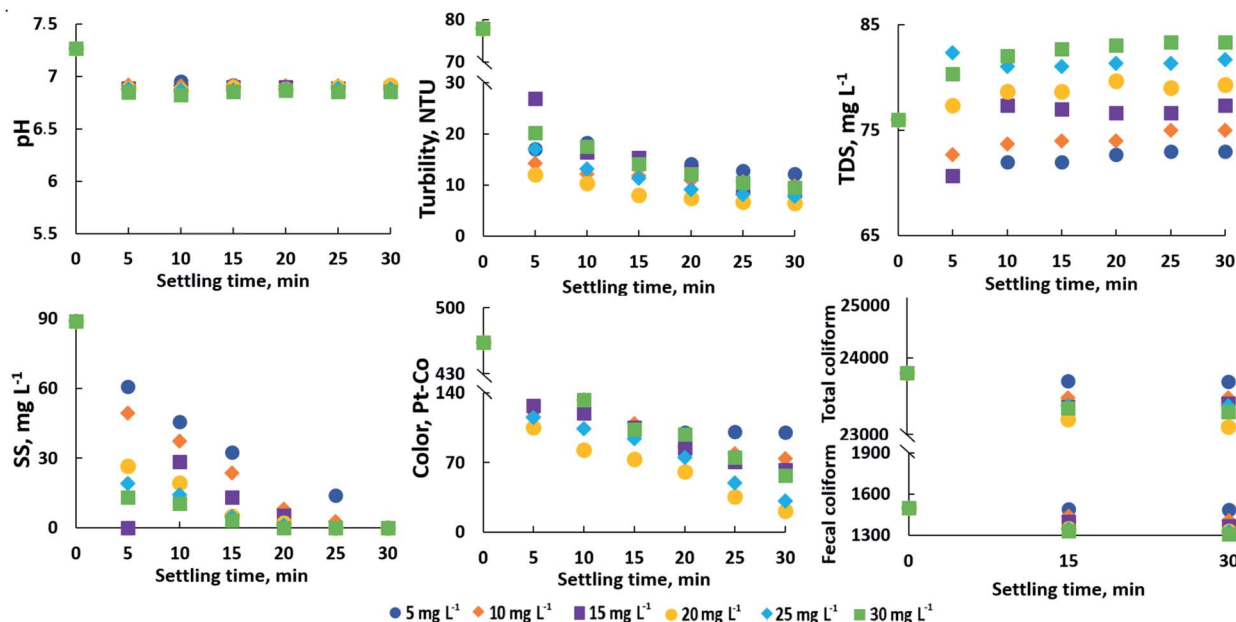 7.5
7
6.5
6
5.5
pH
0 5 10 15 20 25 30
Settling time, min
80
70
30
20
10
0
Turbility, NTU
0 5 10 15 20 25 30
Settling time, min
85
75
65
TDS, mg L⁻¹
0 5 10 15 20 25 30
Settling time, min
90
60
30
0
SS, mg L⁻¹
0 5 10 15 20 25 30
Settling time, min
500
430
140
70
0
Color, Pt-Co
0 5 10 15 20 25 30
Settling time, min
25000
24000
23000
1900
1600
1300
Total coliform
Fecal coliform
0 15 30
Settling time, min
5 mg L⁻¹ 10 mg L⁻¹ 15 mg L⁻¹ 20 mg L⁻¹ 25 mg L⁻¹ 30 mg L⁻¹